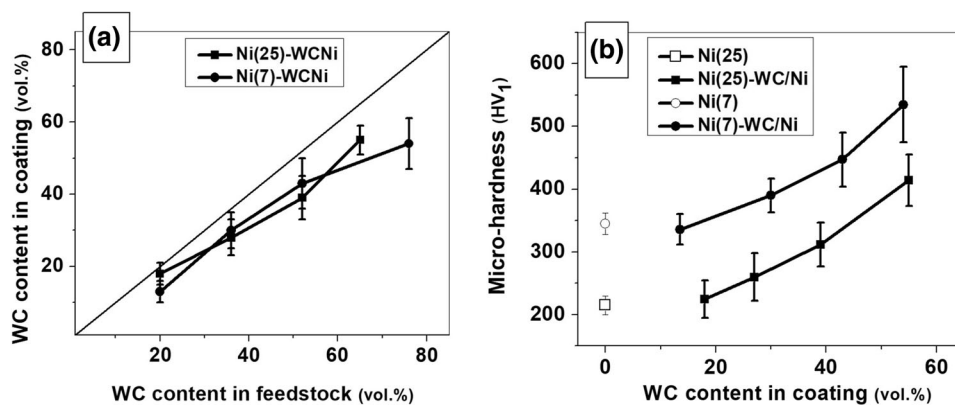 (a)
Ni(25)-WCNi
Ni(7)-WCNi
WC content in coating (vol.%)
80
60
40
20
20
40
60
80
WC content in feedstock (vol.%)
(b)
Ni(25)
Ni(25)-WC/Ni
Ni(7)
Ni(7)-WC/Ni
Micro-hardness (HV1)
600
500
400
300
200
0
20
40
60
WC content in coating (vol.%)